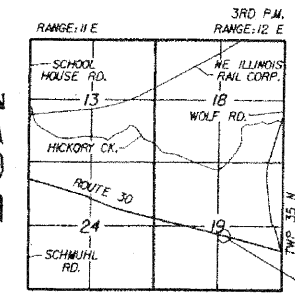 3RD P.M.
RANGE: 11 E RANGE: 12 E
SCHOOL
HOUSE RD.
NE ILLINOIS
RAIL CORP.
13
18
WOLF RD.
HICKORY CK.
ROUTE 30
24
19
TWP. 35 N
SCHMUHL
RD.